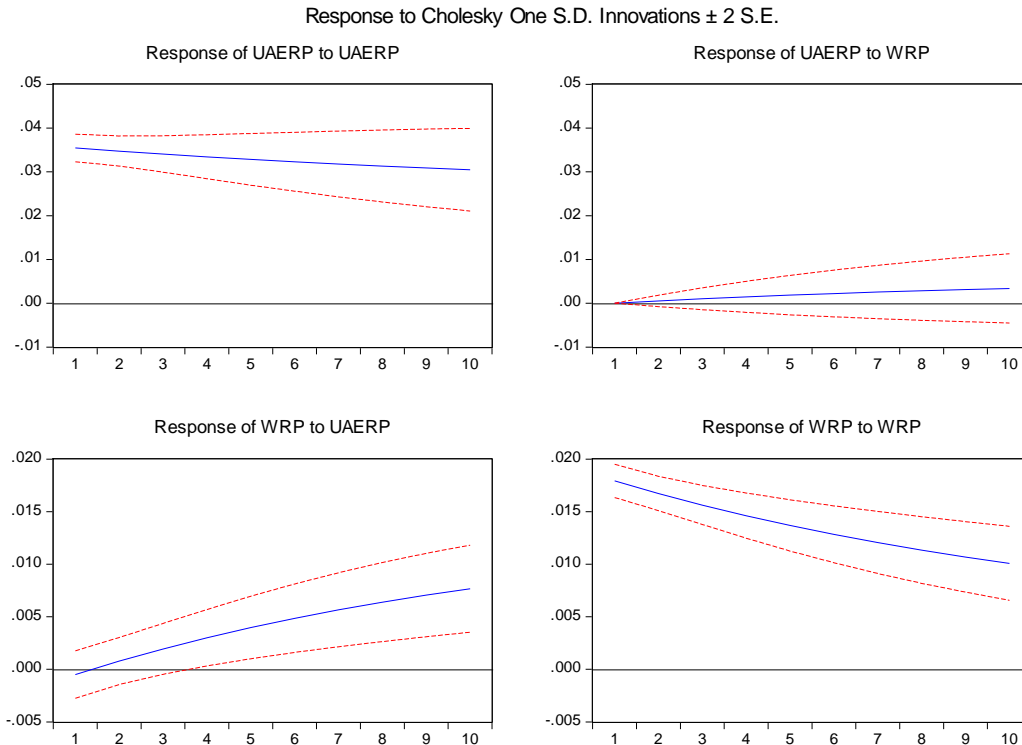 Response to Cholesky One S.D. Innovations ± 2 S.E.
Response of UAERP to UAERP
.05
.04
.03
.02
.01
.00
-.01
1 2 3 4 5 6 7 8 9 10
Response of UAERP to WRP
.05
.04
.03
.02
.01
.00
-.01
1 2 3 4 5 6 7 8 9 10
Response of WRP to UAERP
.020
.015
.010
.005
.000
-.005
1 2 3 4 5 6 7 8 9 10
Response of WRP to WRP
.020
.015
.010
.005
.000
-.005
1 2 3 4 5 6 7 8 9 10